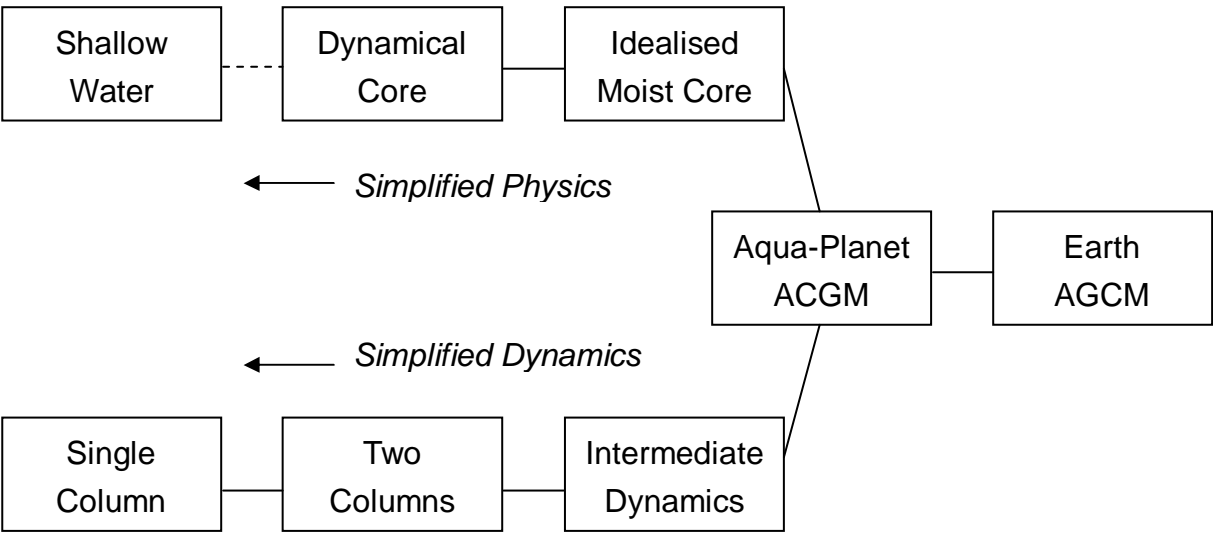 Shallow
Water
Dynamical
Core
Idealised
Moist Core
Simplified Physics
Aqua-Planet
ACGM
Earth
AGCM
Simplified Dynamics
Single
Column
Two
Columns
Intermediate
Dynamics